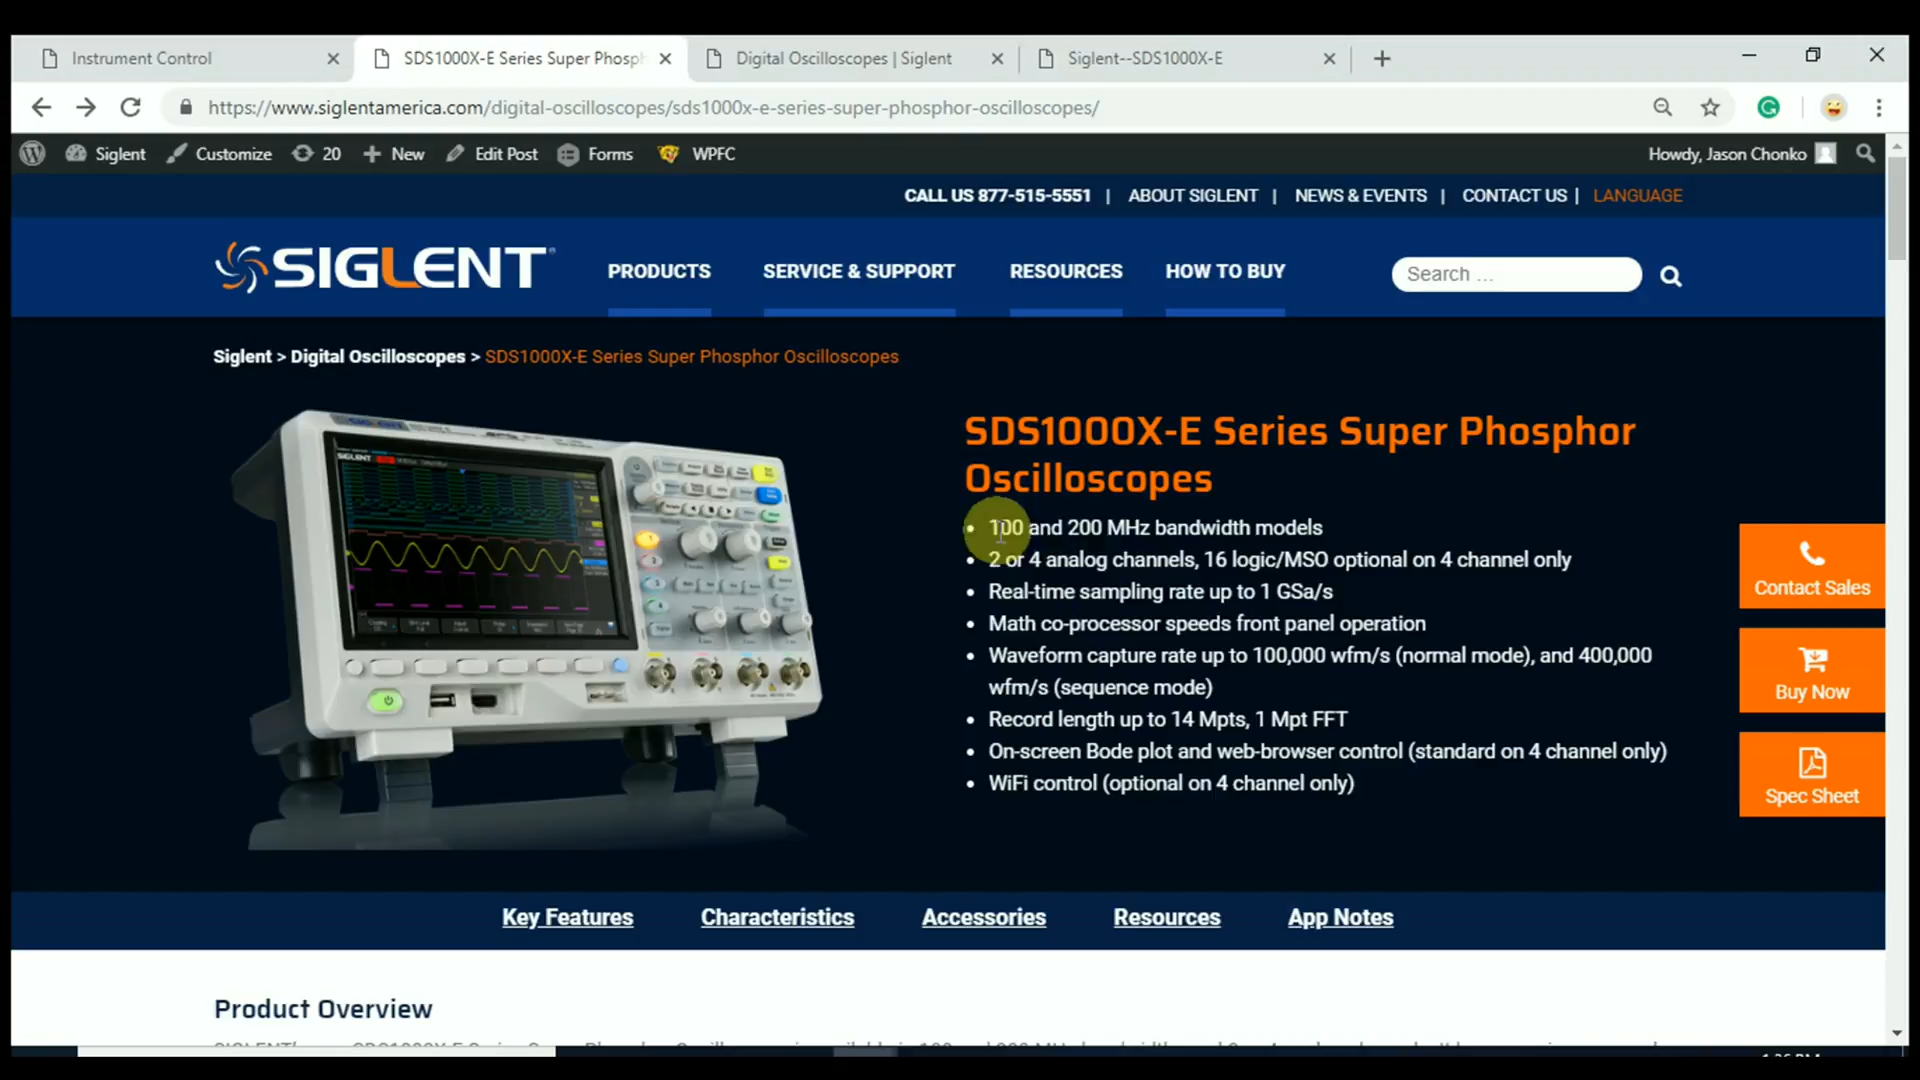 Instrument Control
SDS1000X-E Series Super Phosph
Digital Oscilloscopes | Siglent
Siglent--SDS1000X-E
https://www.siglentamerica.com/digital-oscilloscopes/sds1000x-e-series-super-phosphor-oscilloscopes/
Siglent Customize 20 New Edit Post Forms WPFC Howdy, Jason Chonko
CALL US 877-515-5551 | ABOUT SIGLENT | NEWS & EVENTS | CONTACT US | LANGUAGE
SIGLENT PRODUCTS SERVICE & SUPPORT RESOURCES HOW TO BUY Search ...
Siglent > Digital Oscilloscopes > SDS1000X-E Series Super Phosphor Oscilloscopes
SIGLENT
SDS1000X-E Series Super Phosphor
Oscilloscopes
• 100 and 200 MHz bandwidth models
• 2 or 4 analog channels, 16 logic/MSO optional on 4 channel only
• Real-time sampling rate up to 1 GSa/s
• Math co-processor speeds front panel operation
• Waveform capture rate up to 100,000 wfm/s (normal mode), and 400,000
wfm/s (sequence mode)
• Record length up to 14 Mpts, 1 Mpt FFT
• On-screen Bode plot and web-browser control (standard on 4 channel only)
• WiFi control (optional on 4 channel only)
Contact Sales
Buy Now
Spec Sheet
Key Features Characteristics Accessories Resources App Notes
Product Overview